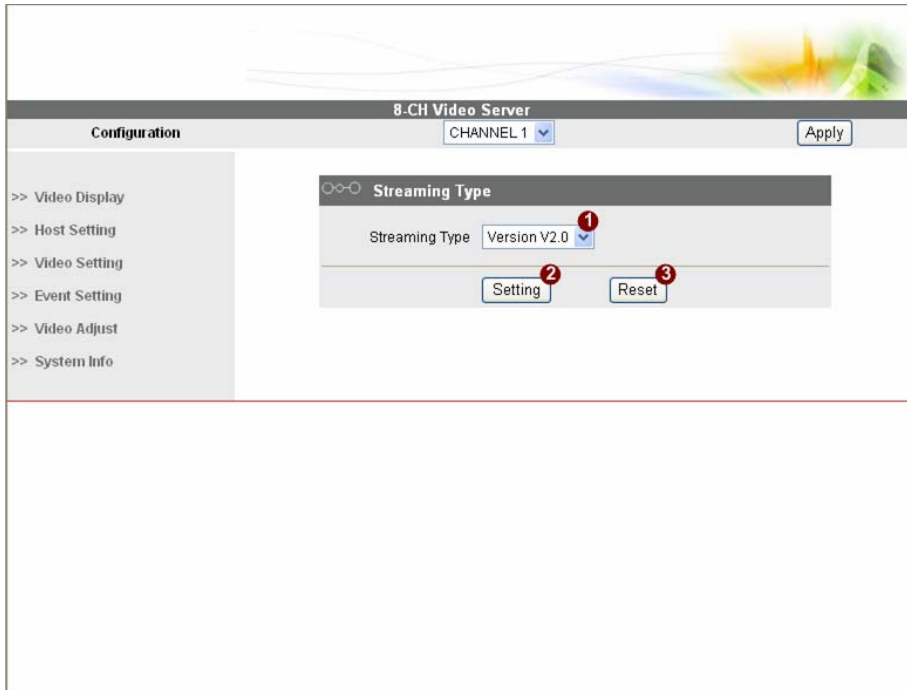 8-CH Video Server
Configuration
CHANNEL 1
Apply
>> Video Display
>> Host Setting
>> Video Setting
>> Event Setting
>> Video Adjust
>> System Info
Streaming Type
Streaming Type Version V2.0 1
Setting 2 Reset 3